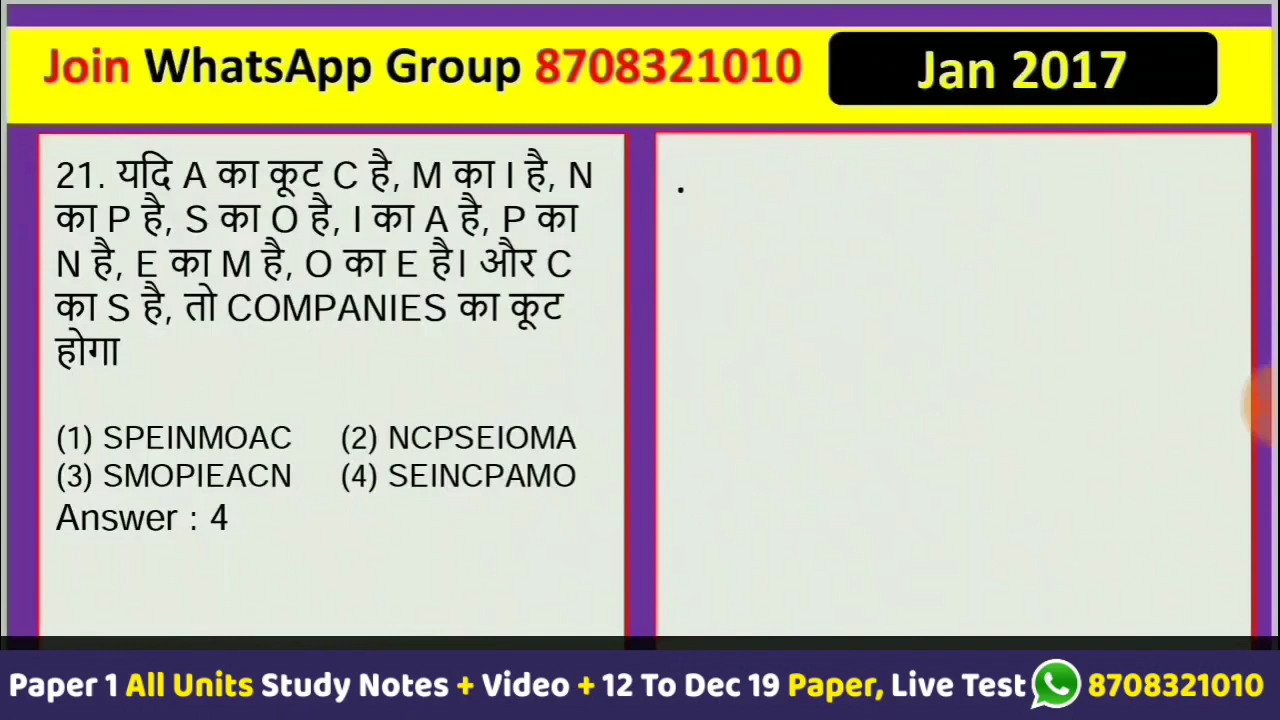 Join WhatsApp Group 8708321010
Jan 2017
21. यदि A का कूट C है, M का I है, N
का P है, S का O है, I का A है, P का
N है, E का M है, O का E है। और C
का S है, तो COMPANIES का कूट
होगा
(1) SPEINMOAC (2) NCPSEIOMA
(3) SMOPIEACN (4) SEINCPAMO
Answer : 4
.
Paper 1 All Units Study Notes + Video + 12 To Dec 19 Paper, Live Test 8708321010